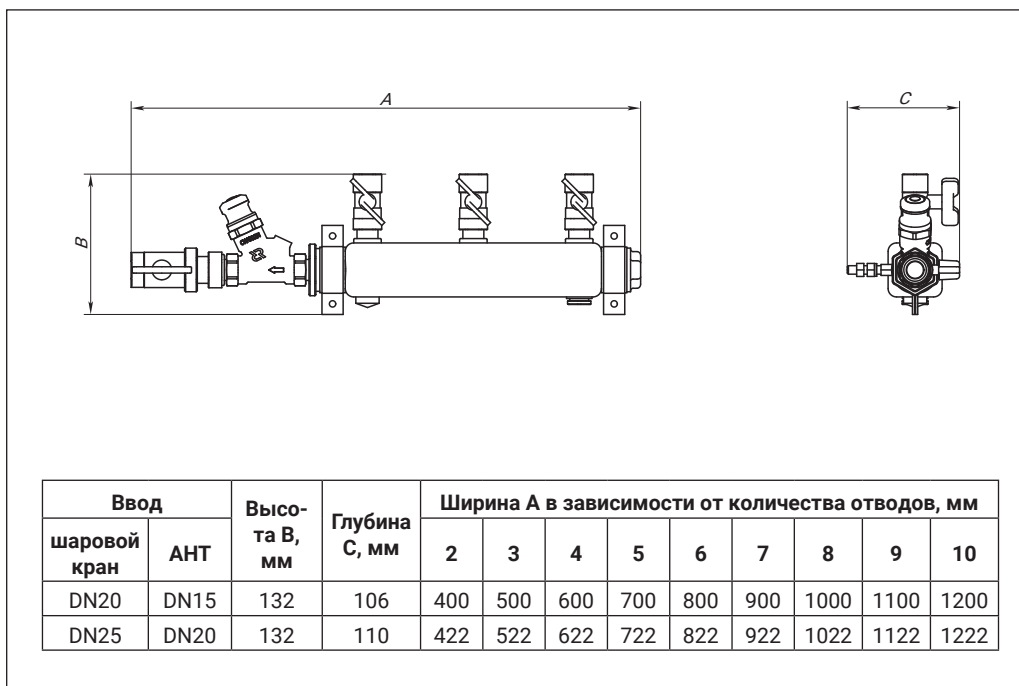 A
C
B
Ввод
Высо-
та В,
мм
Глубина
С, мм
Ширина А в зависимости от количества отводов, мм
шаровой
кран
АНТ
2 3 4 5 6 7 8 9 10
DN20 DN15 132 106 400 500 600 700 800 900 1000 1100 1200
DN25 DN20 132 110 422 522 622 722 822 922 1022 1122 1222